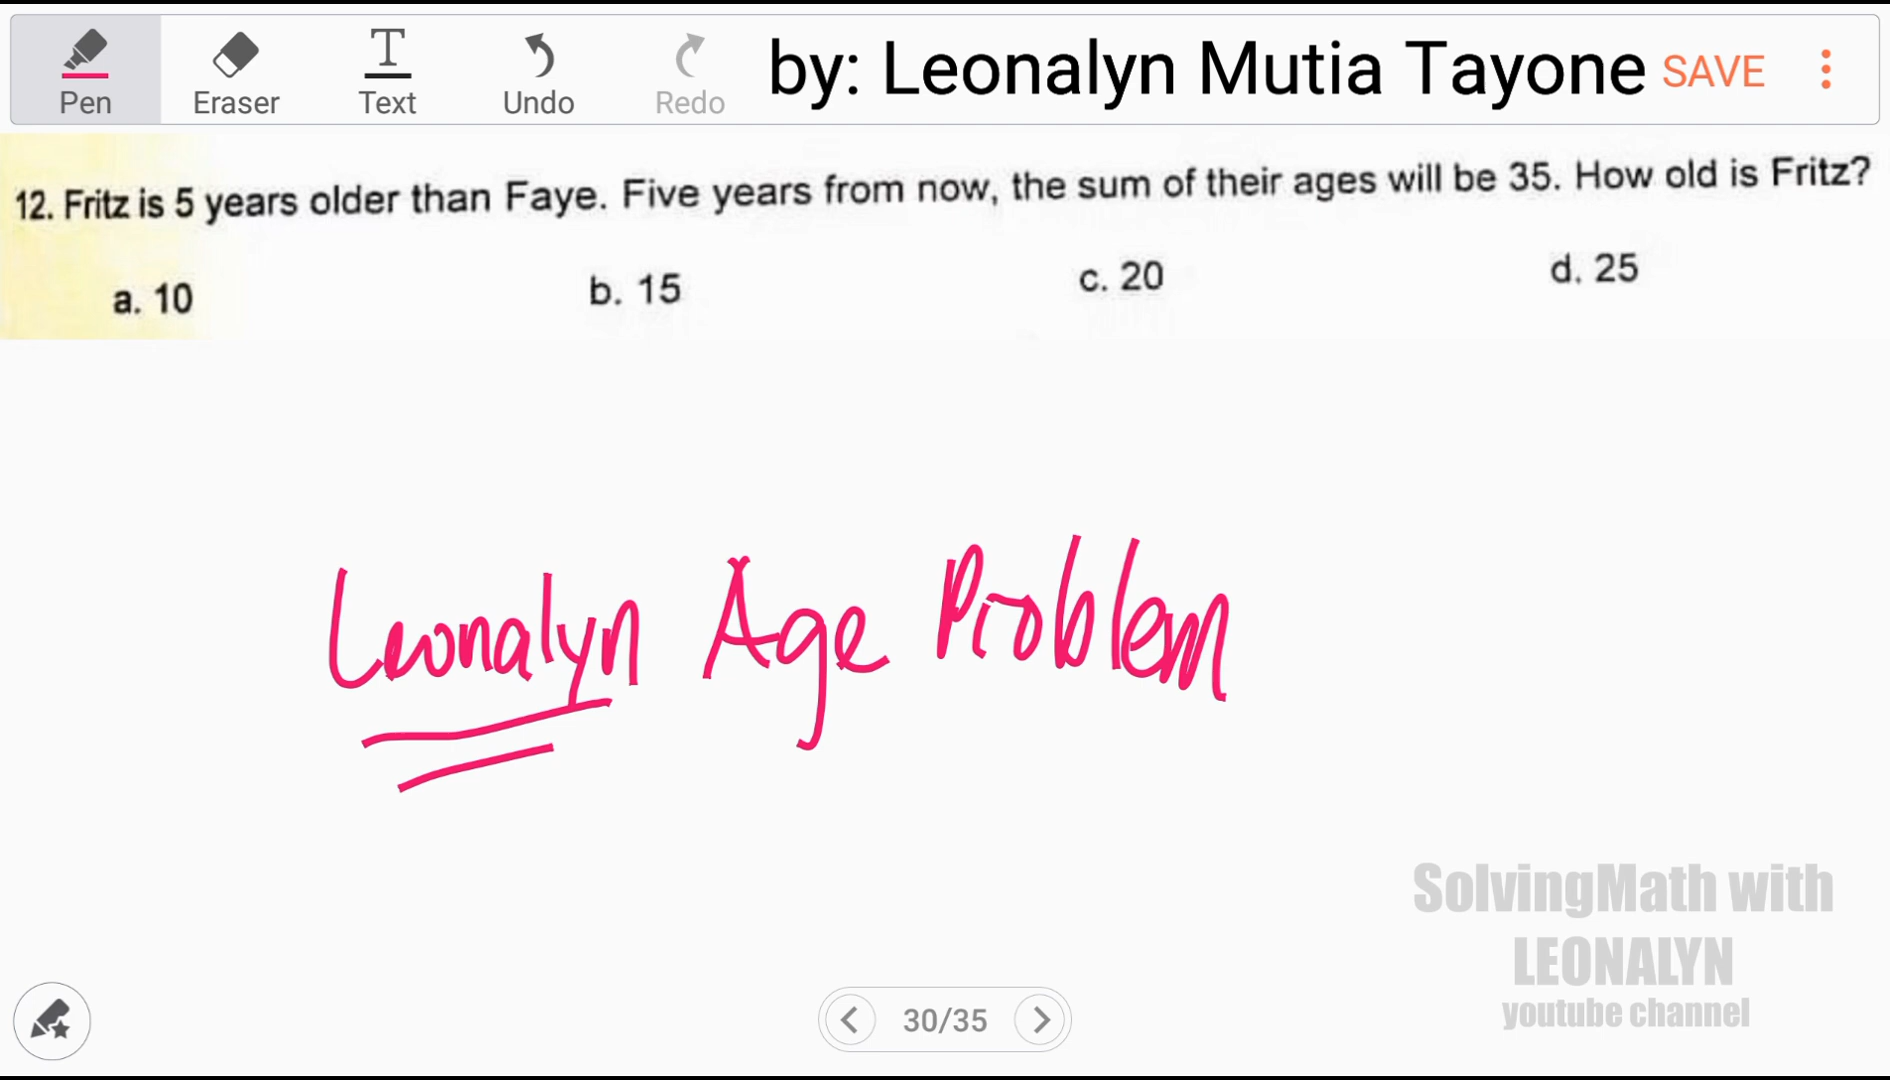 Pen Eraser Text Undo Redo by: Leonalyn Mutia Tayone SAVE
12. Fritz is 5 years older than Faye. Five years from now, the sum of their ages will be 35. How old is Fritz?
a. 10 b. 15 c. 20 d. 25
Leonalyn Age Problem
SolvingMath with
LEONALYN
youtube channel
30/35